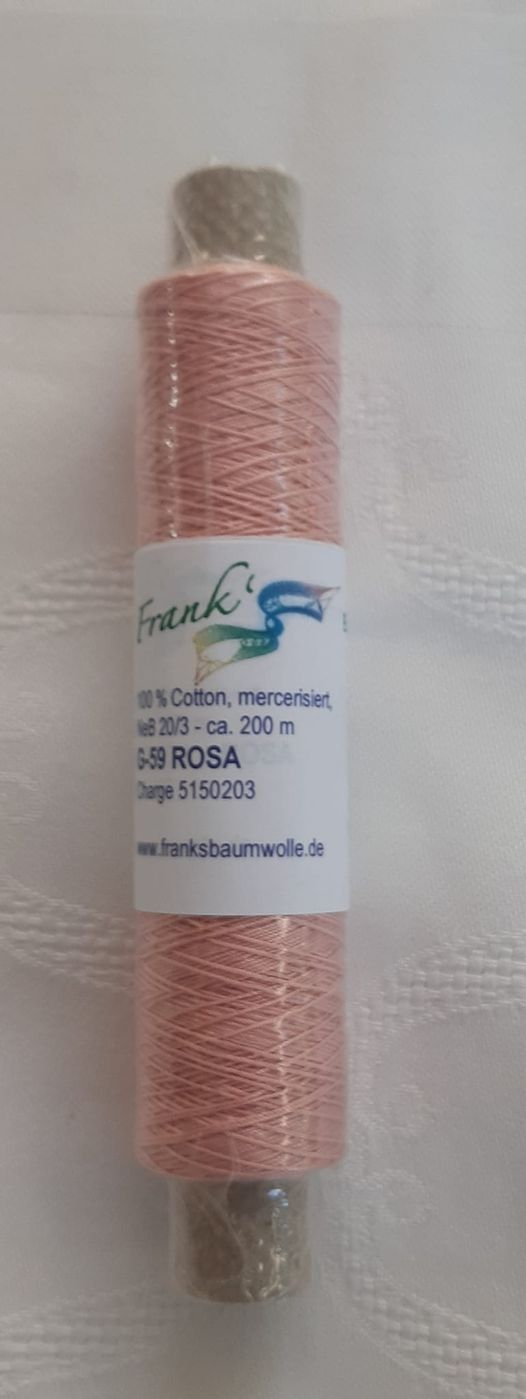 Frank‘
100 % Cotton, mercerisiert,
NeB 20/3 - ca. 200 m
G-59 ROSA
Charge 5150203
www.franksbaumwolle.de